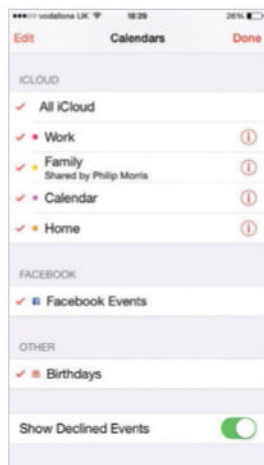 vodafone UK 18:29 26%
Edit Calendars Done
ICLOUD
All iCloud
Work
Family
Shared by Philip Morris
Calendar
Home
FACEBOOK
Facebook Events
OTHER
Birthdays
Show Declined Events